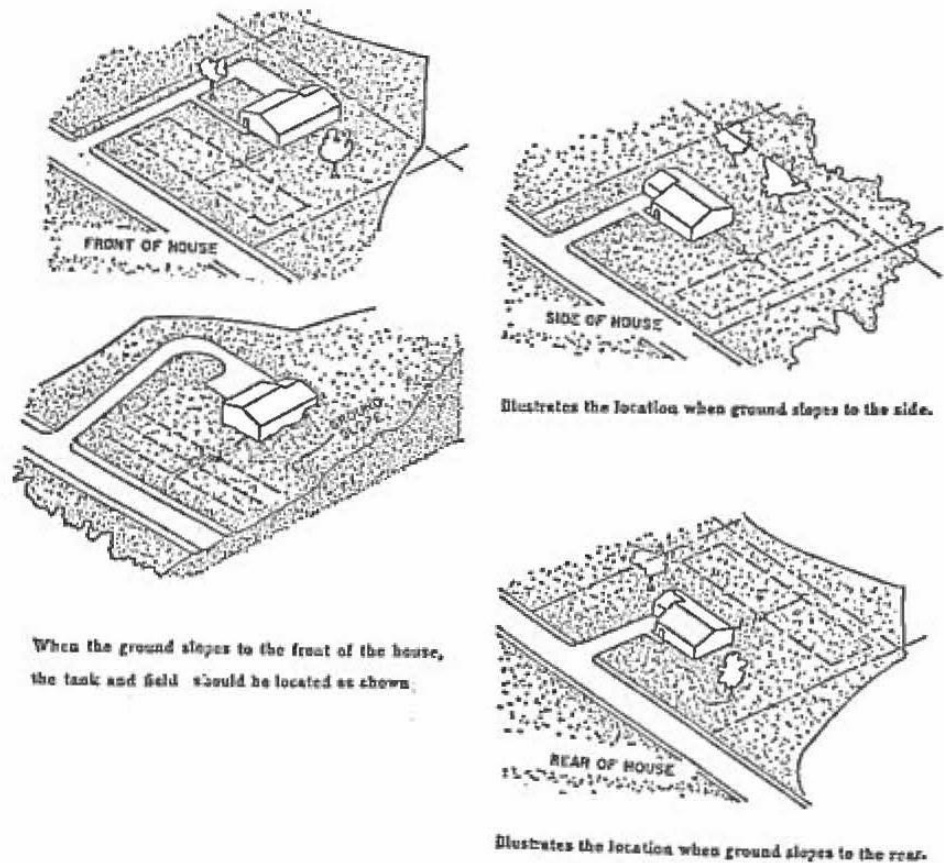 FRONT OF HOUSE
SIDE OF HOUSE
Illustrates the location when ground slopes to the side.
GROUND
When the ground slopes to the front of the house,
the tank and field should be located as shown
REAR OF HOUSE
Illustrates the location when ground slopes to the rear.